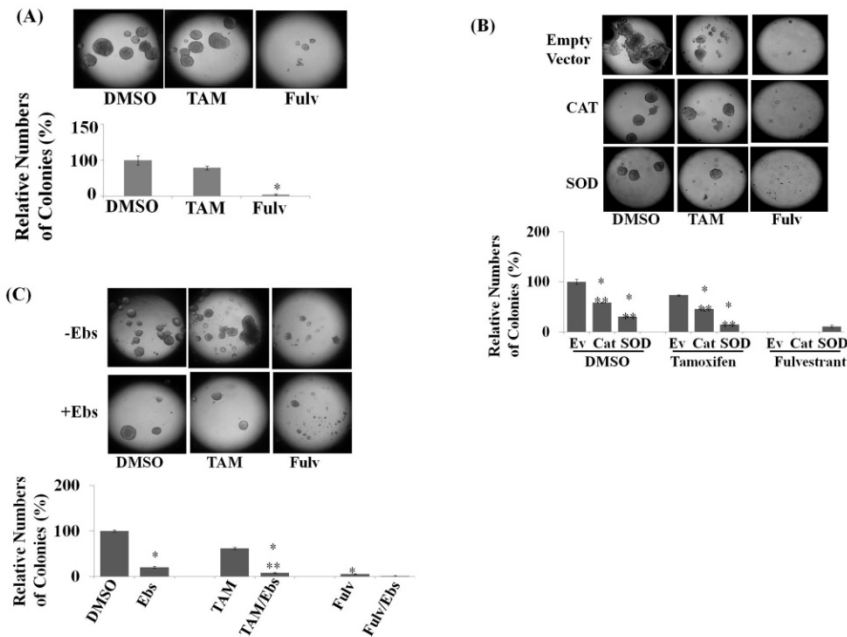 (A)
DMSO TAM Fulv
Relative Numbers
of Colonies (%)
150
100
0
*
DMSO TAM Fulv
(B)
Empty
Vector
CAT
SOD
DMSO TAM Fulv
Relative Numbers
of Colonies (%)
200
100
0
* * * *
** ** ** **
Ev Cat SOD Ev Cat SOD Ev Cat SOD
DMSO Tamoxifen Fulvestrant
(C)
-Ebs
+Ebs
DMSO TAM Fulv
Relative Numbers
of Colonies (%)
200
100
0
* * ** *
DMSO Ebs TAM TAM/Ebs Fulv Fulv/Ebs